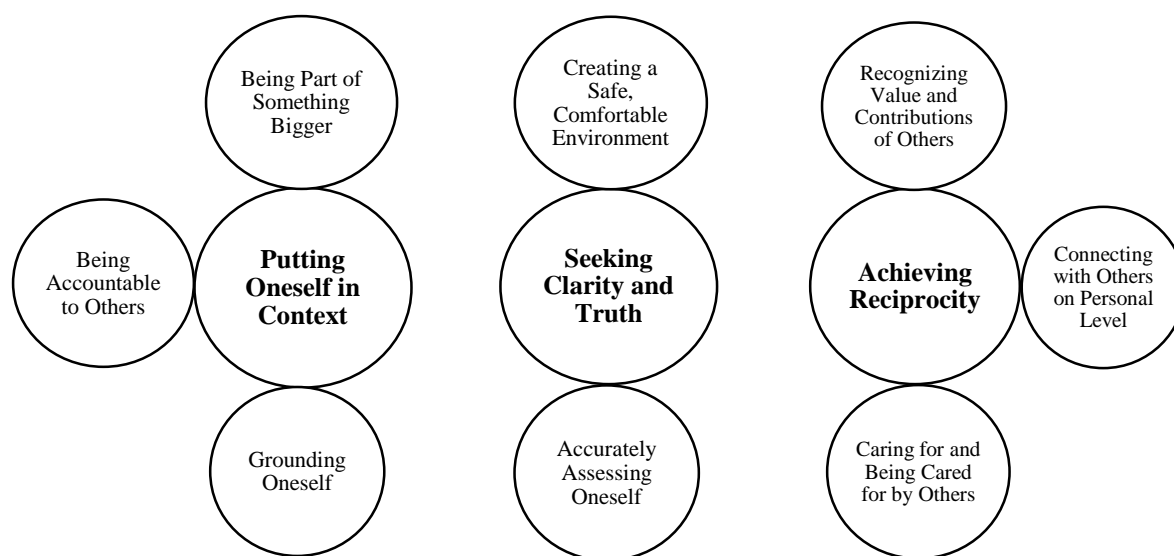 Being Part of
Something
Bigger
Creating a
Safe,
Comfortable
Environment
Recognizing
Value and
Contributions
of Others
Being
Accountable
to Others
Putting
Oneself in
Context
Seeking
Clarity and
Truth
Achieving
Reciprocity
Connecting
with Others
on Personal
Level
Grounding
Oneself
Accurately
Assessing
Oneself
Caring for and
Being Cared
for by Others